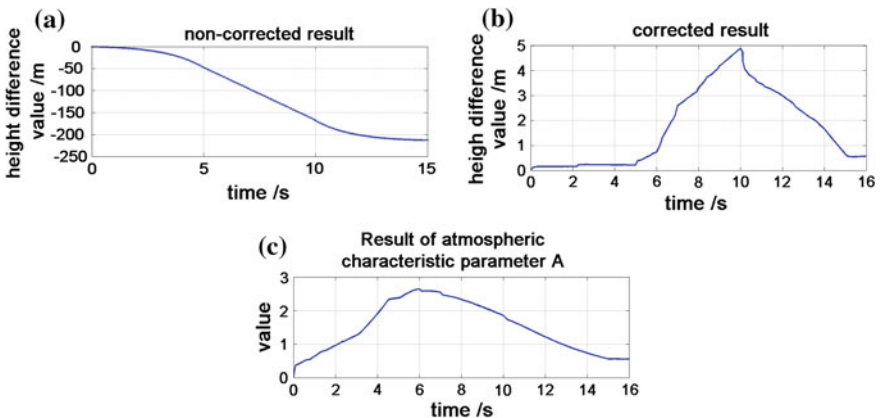 (a)
non-corrected result
height difference
value /m
0
-50
-100
-150
-200
-250
0
5
10
15
time /s
(b)
corrected result
heigh difference
value /m
5
4
3
2
1
0
0
2
4
6
8
10
12
14
16
time /s
(c)
Result of atmospheric
characteristic parameter A
value
3
2
1
0
0
2
4
6
8
10
12
14
16
time /s